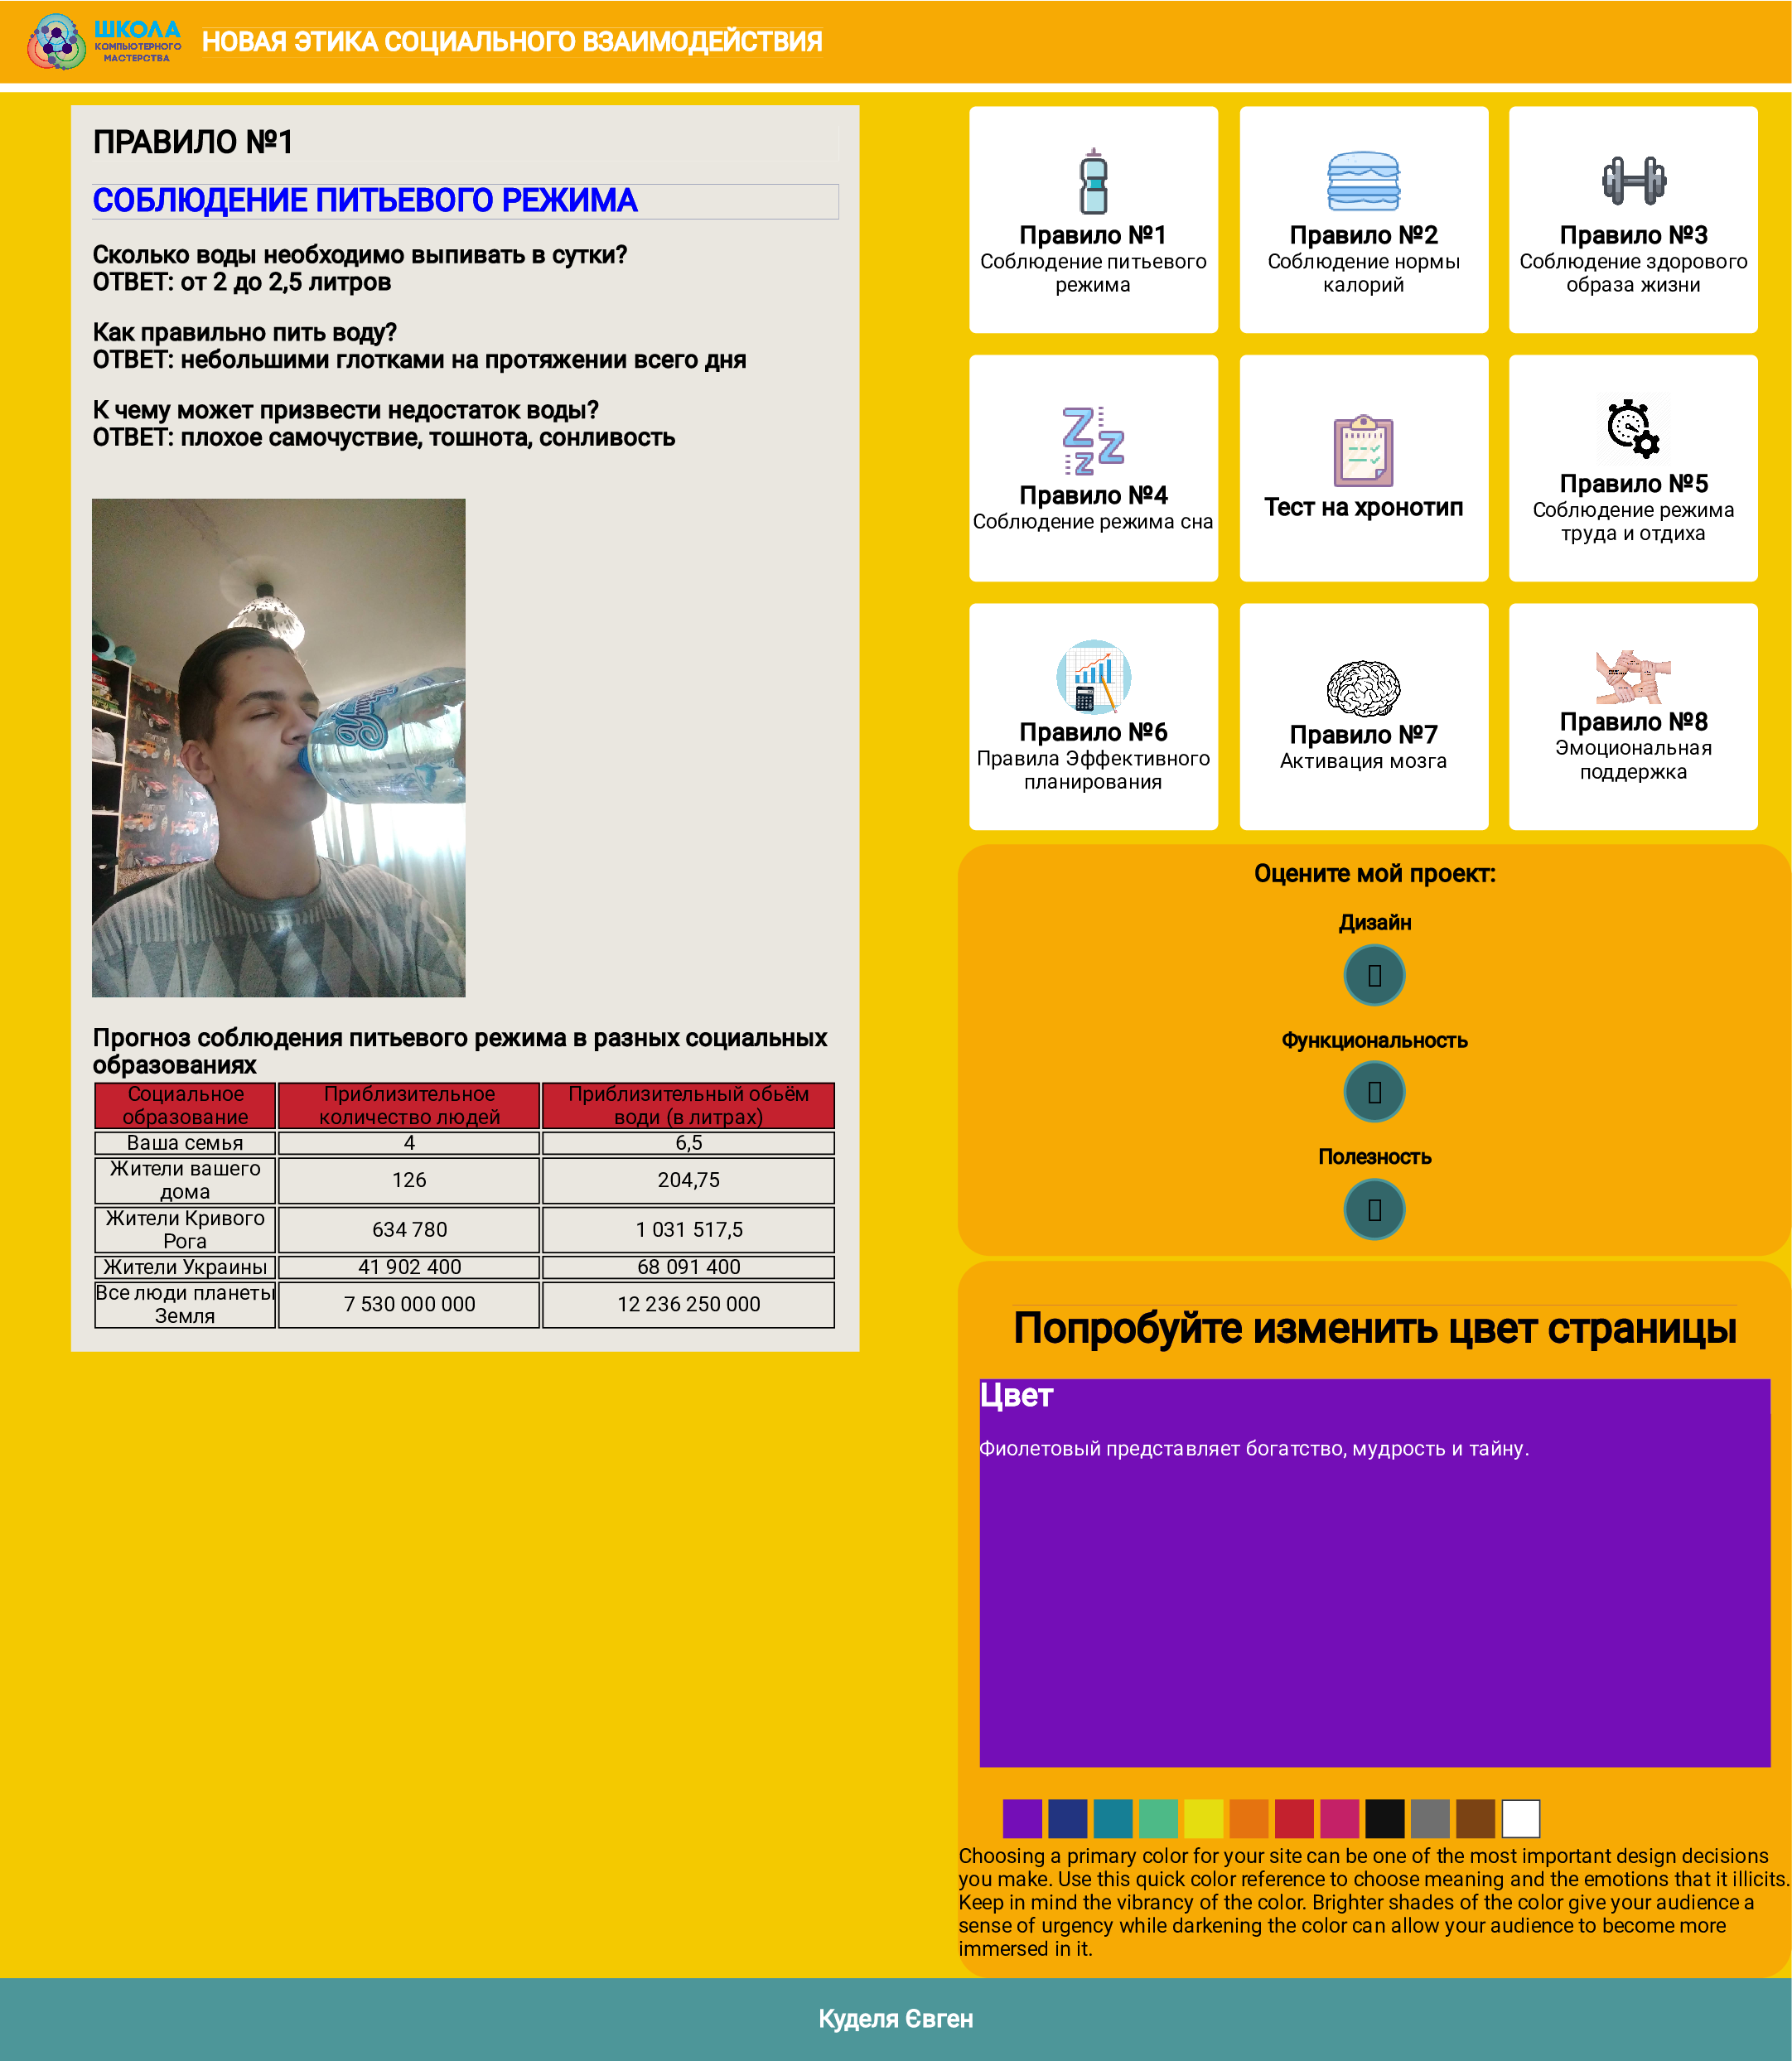 ШКОЛА
КОМПЬЮТЕРНОГО
МАСТЕРСТВА
НОВАЯ ЭТИКА СОЦИАЛЬНОГО ВЗАИМОДЕЙСТВИЯ
ПРАВИЛО №1
СОБЛЮДЕНИЕ ПИТЬЕВОГО РЕЖИМА
Сколько воды необходимо выпивать в сутки?
ОТВЕТ: от 2 до 2,5 литров
Как правильно пить воду?
ОТВЕТ: небольшими глотками на протяжении всего дня
К чему может призвести недостаток воды?
ОТВЕТ: плохое самочуствие, тошнота, сонливость
Прогноз соблюдения питьевого режима в разных социальных
образованиях
Социальное
образование
Приблизительное
количество людей
Приблизительный обьём
води (в литрах)
Ваша семья
4
6,5
Жители вашего
дома
126
204,75
Жители Кривого
Рога
634 780
1 031 517,5
Жители Украины
41 902 400
68 091 400
Все люди планеты
Земля
7 530 000 000
12 236 250 000
Правило №1
Соблюдение питьевого
режима
Правило №2
Соблюдение нормы
калорий
Правило №3
Соблюдение здорового
образа жизни
Правило №4
Соблюдение режима сна
Тест на хронотип
Правило №5
Соблюдение режима
труда и отдиха
Правило №6
Правила Эффективного
планирования
Правило №7
Активация мозга
Правило №8
Эмоциональная
поддержка
Оцените мой проект:
Дизайн
Функциональность
Полезность
Попробуйте изменить цвет страницы
Цвет
Фиолетовый представляет богатство, мудрость и тайну.
Choosing a primary color for your site can be one of the most important design decisions
you make. Use this quick color reference to choose meaning and the emotions that it illicits.
Keep in mind the vibrancy of the color. Brighter shades of the color give your audience a
sense of urgency while darkening the color can allow your audience to become more
immersed in it.
Куделя Євген